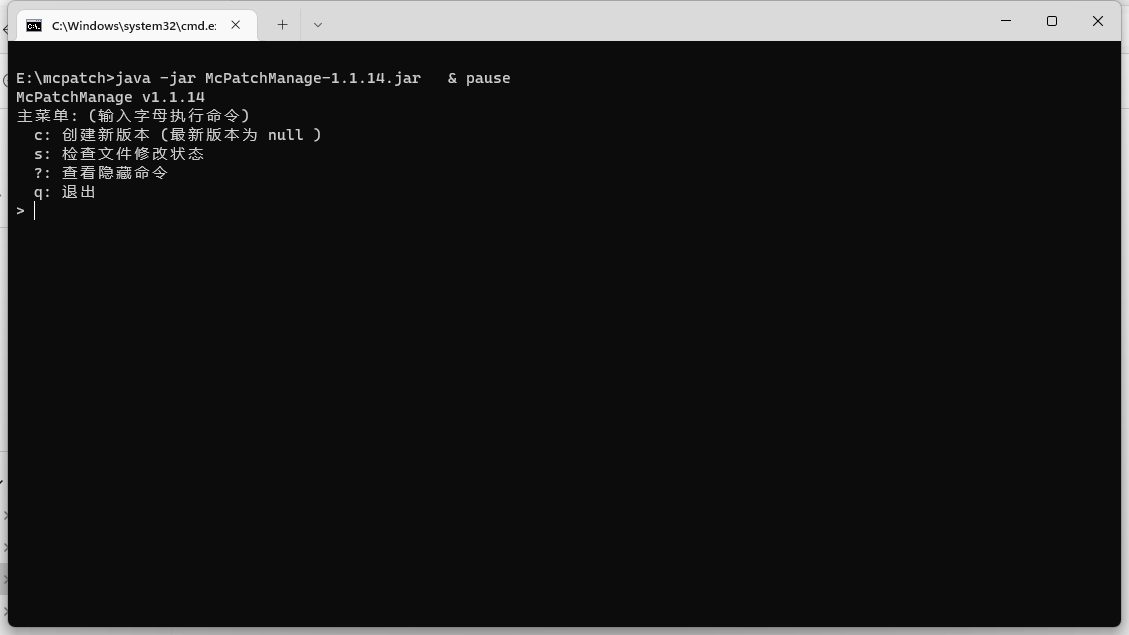 C:\Windows\system32\cmd.e:
E:\mcpatch>java -jar McPatchManage-1.1.14.jar   & pause
McPatchManage v1.1.14
主菜单: (输入字母执行命令)
  c: 创建新版本 (最新版本为 null )
  s: 检查文件修改状态
  ?: 查看隐藏命令
  q: 退出
>